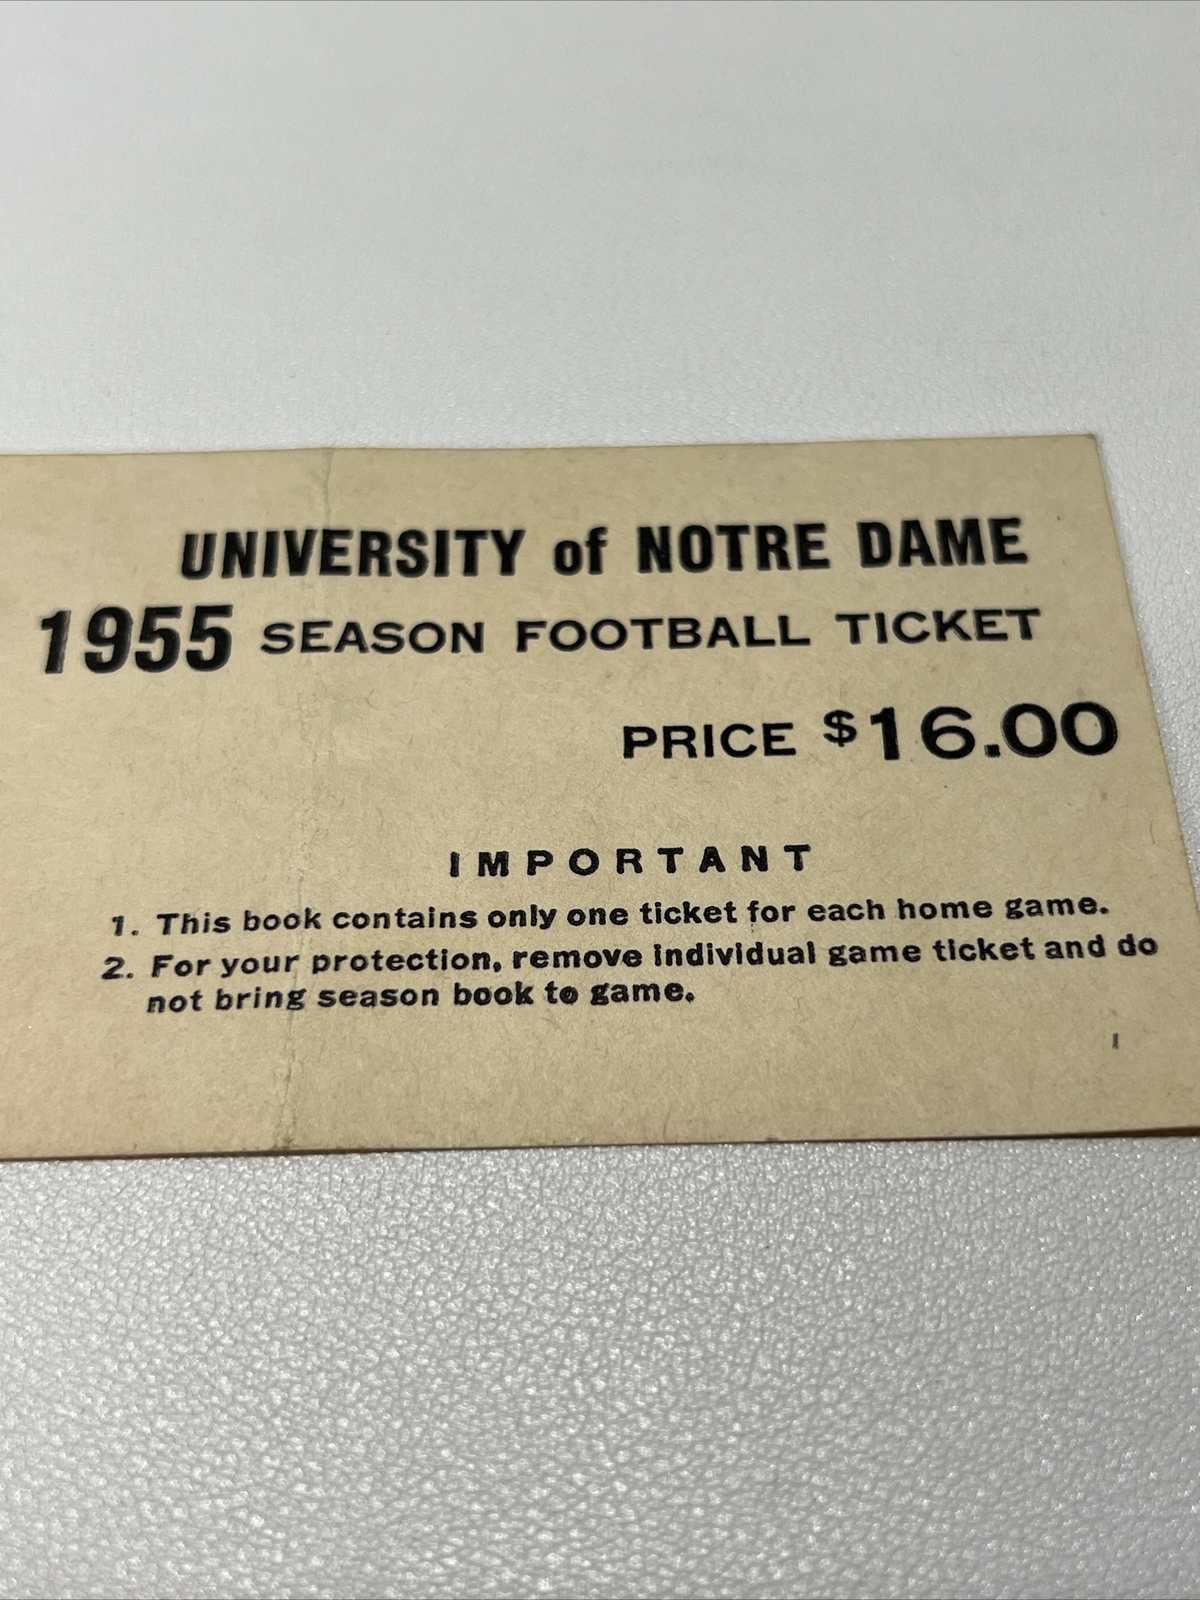 UNIVERSITY of NOTRE DAME
1955 SEASON FOOTBALL TICKET
PRICE $16.00
IMPORTANT
1. This book contains only one ticket for each home game.
2. For your protection, remove individual game ticket and do
not bring season book to game.
I